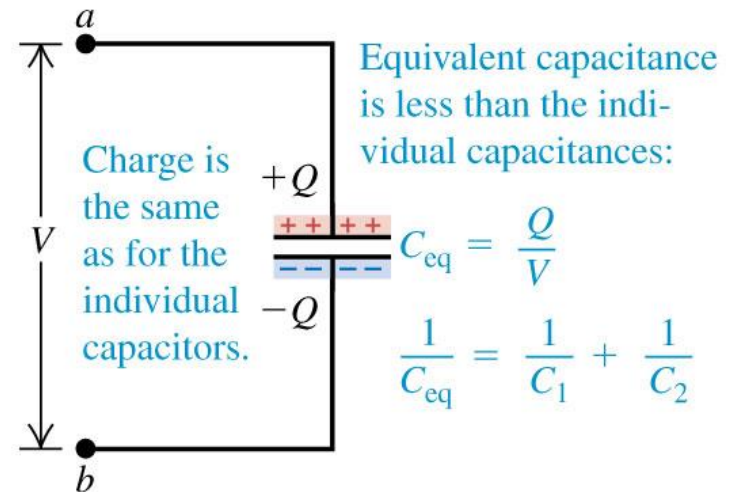 a
Equivalent capacitance
is less than the indi-
vidual capacitances:
Charge is
the same
as for the
individual
capacitors.
V
+Q
+ + + +
− − − −
−Q
C_eq = Q/V
1/C_eq = 1/C_1 + 1/C_2
b